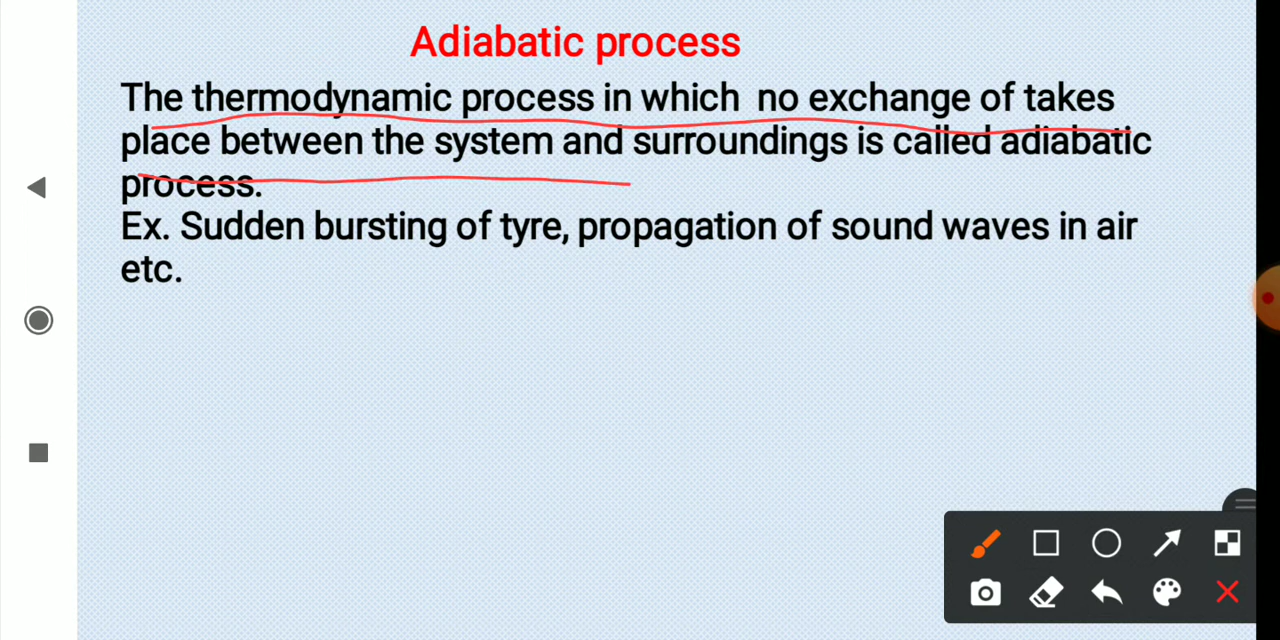 Adiabatic process
The thermodynamic process in which no exchange of takes
place between the system and surroundings is called adiabatic
process.
Ex. Sudden bursting of tyre, propagation of sound waves in air
etc.